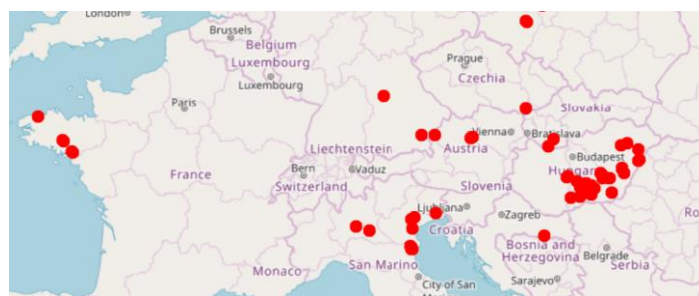 London
Brussels
Belgium
Luxembourg
Luxembourg
Prague
Czechia
Paris
Slovakia
Vienna
Bratislava
Liechtenstein
Austria
Budapest
Bern
Vaduz
France
Switzerland
Slovenia
Ljubljana
Zagreb
Croatia
Bosnia and
Herzegovina
Belgrade
Serbia
Monaco
San Marino
City of San
Sarajevo